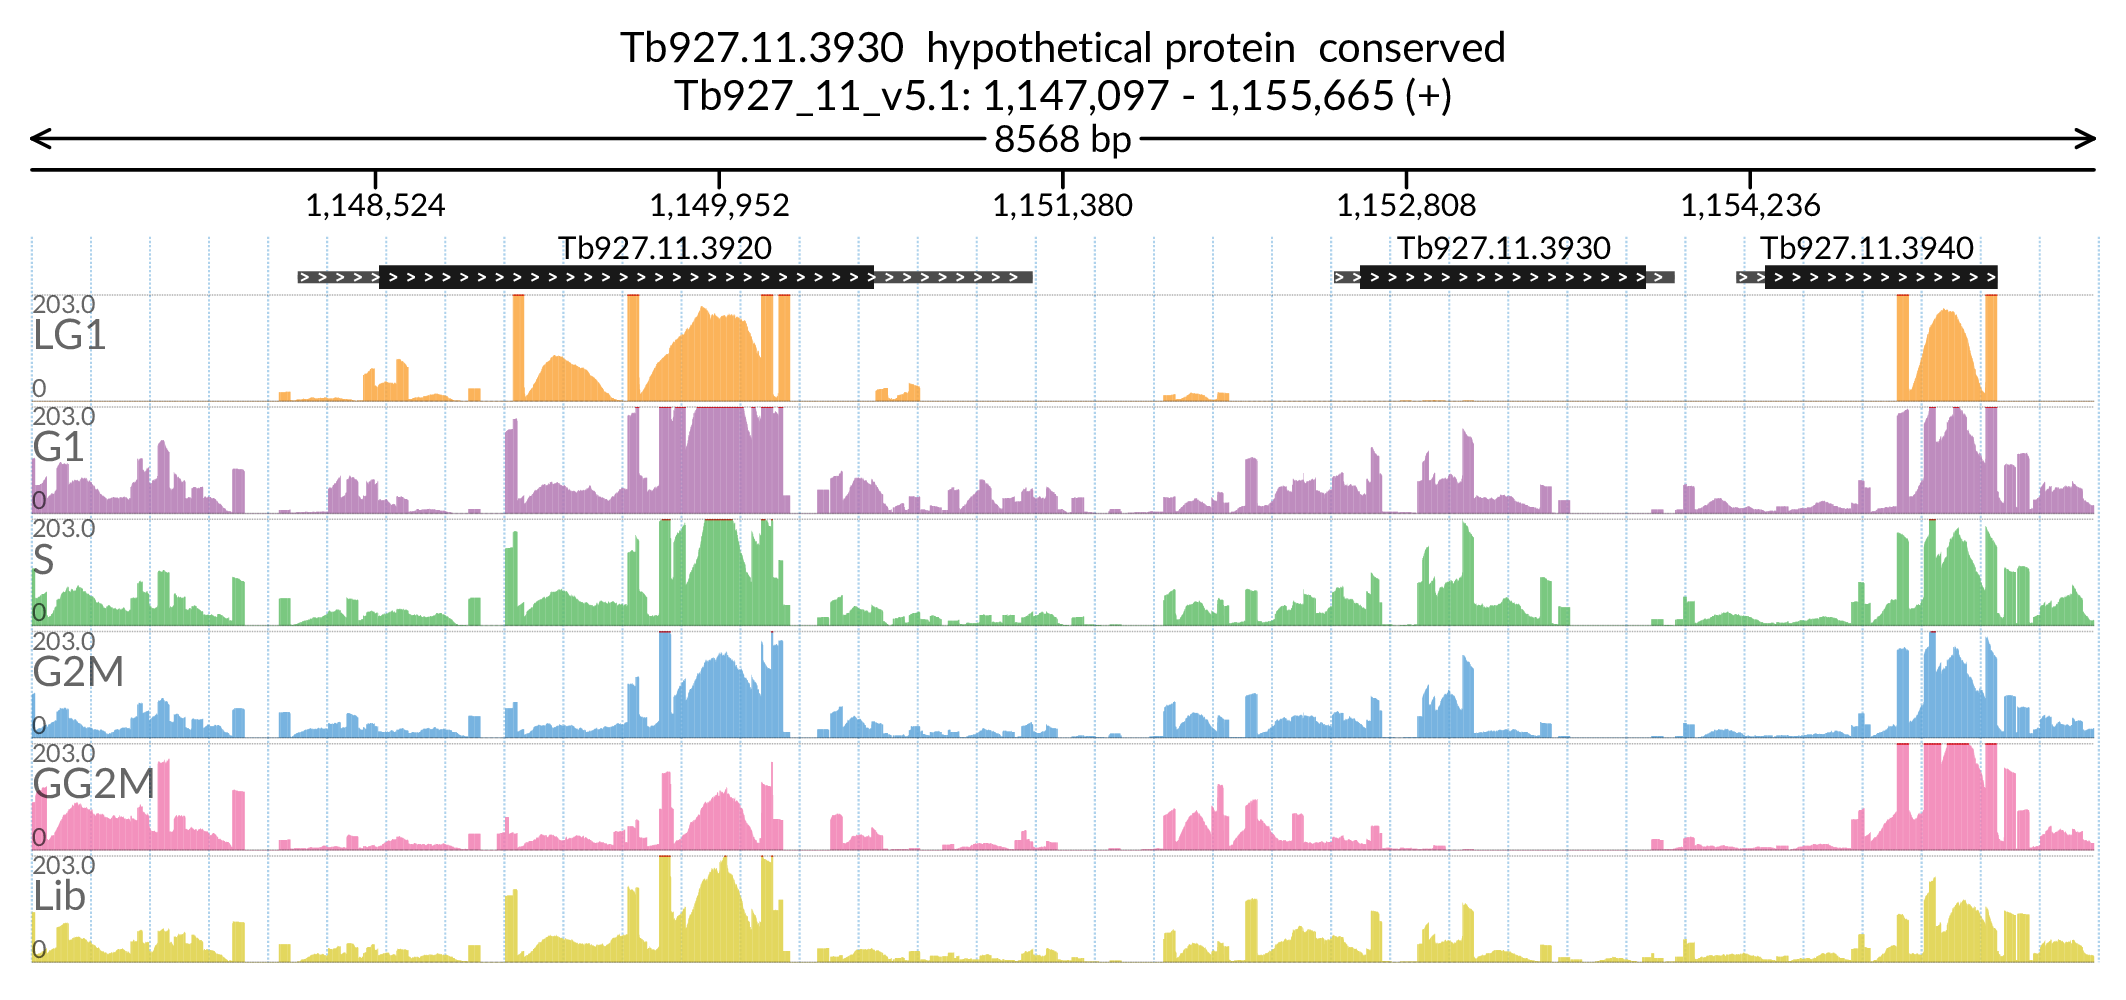 Tb927.11.3930 hypothetical protein conserved
Tb927_11_v5.1: 1,147,097 - 1,155,665 (+)
8568 bp
1,148,524 1,149,952 1,151,380 1,152,808 1,154,236
Tb927.11.3920 Tb927.11.3930 Tb927.11.3940
203.0
LG1
0
203.0
G1
0
203.0
S
0
203.0
G2M
0
203.0
GG2M
0
203.0
Lib
0